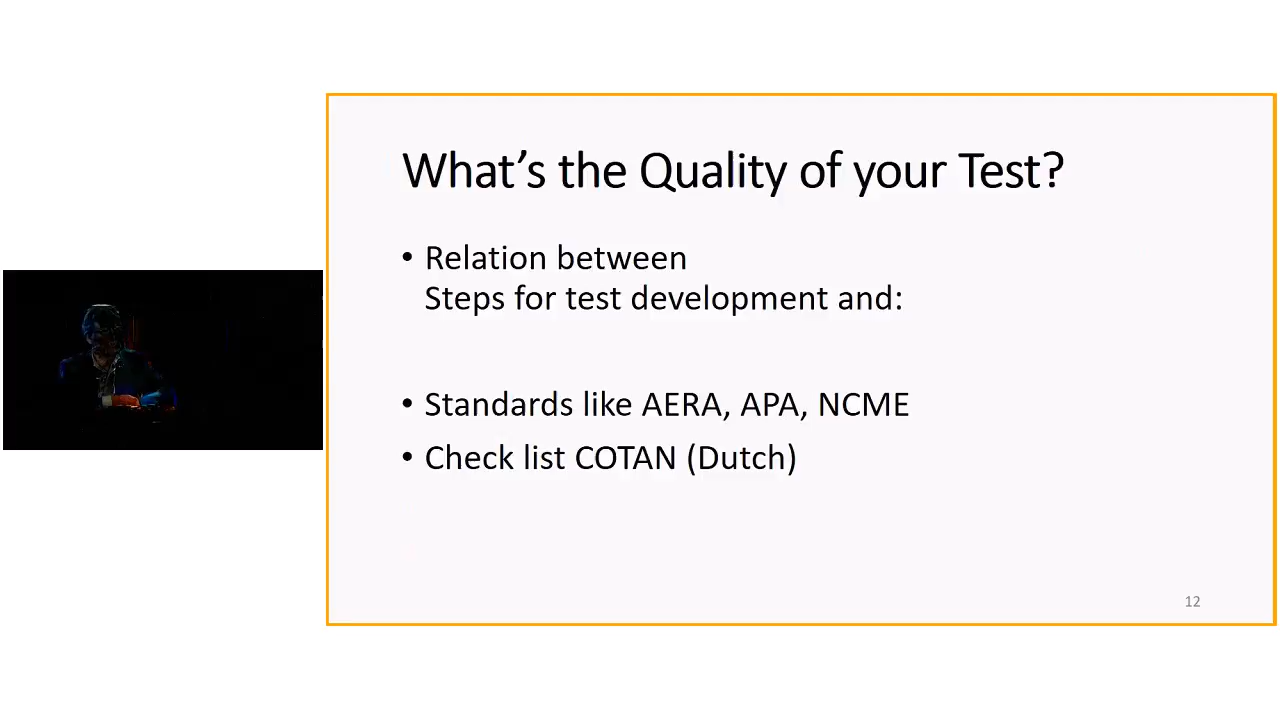 What's the Quality of your Test?
• Relation between
Steps for test development and:
• Standards like AERA, APA, NCME
• Check list COTAN (Dutch)
12